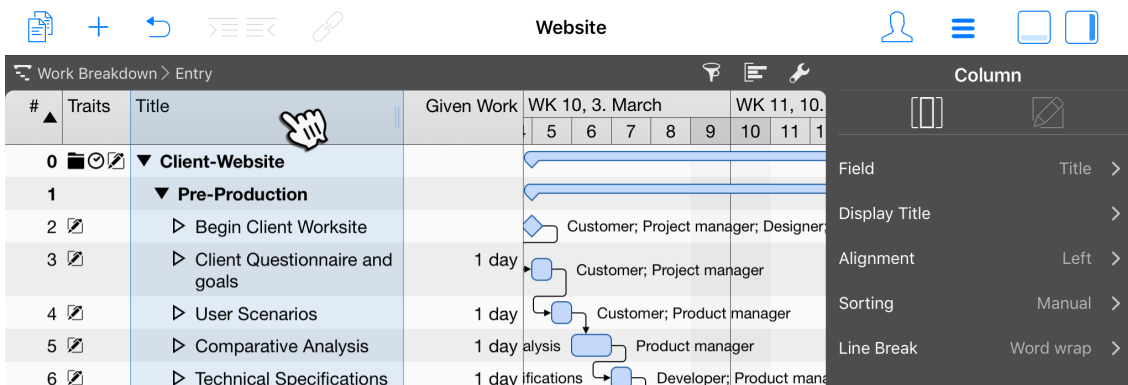 Website
Work Breakdown > Entry
Column
# Traits Title Given Work WK 10, 3. March WK 11, 10.
5 6 7 8 9 10 11 1
0 Client-Website
Field Title
1 Pre-Production
2 Begin Client Worksite Customer; Project manager; Designer;
Display Title
3 Client Questionnaire and 1 day Customer; Project manager
goals
Alignment Left
4 User Scenarios 1 day Customer; Product manager
Sorting Manual
5 Comparative Analysis 1 day alysis Product manager
Line Break Word wrap
6 Technical Specifications 1 day ifications Developer; Product mana